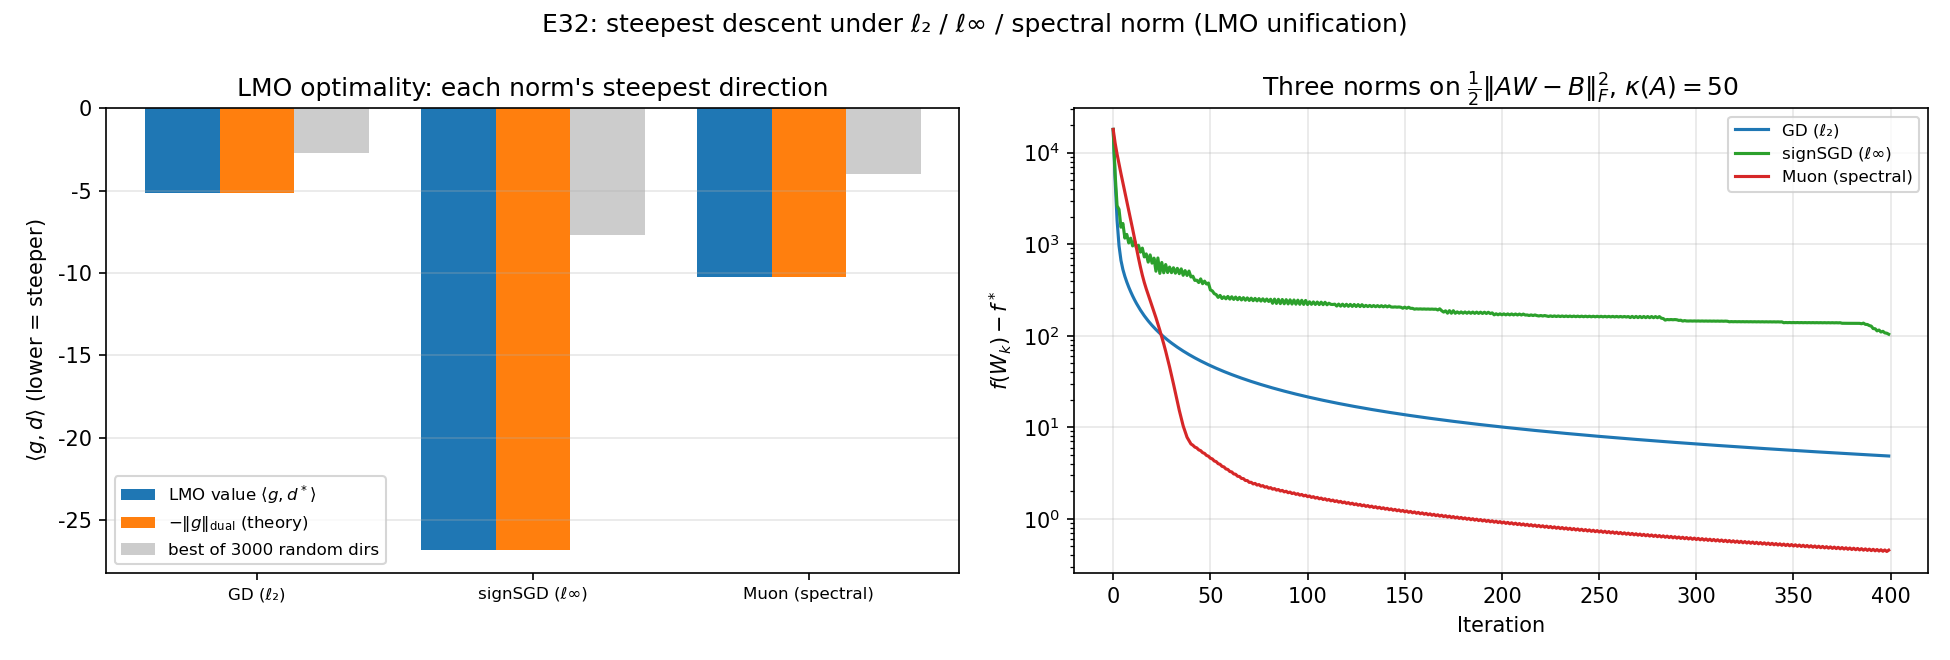 E32: steepest descent under ℓ₂ / ℓ∞ / spectral norm (LMO unification)
LMO optimality: each norm's steepest direction
⟨g, d⟩ (lower = steeper)
0
-5
-10
-15
-20
-25
LMO value ⟨g, d*⟩
−‖g‖dual (theory)
best of 3000 random dirs
GD (ℓ₂)
signSGD (ℓ∞)
Muon (spectral)
Three norms on ½‖AW − B‖²_F, κ(A) = 50
f(W_k) − f*
10⁴
10³
10²
10¹
10⁰
GD (ℓ₂)
signSGD (ℓ∞)
Muon (spectral)
0 50 100 150 200 250 300 350 400
Iteration